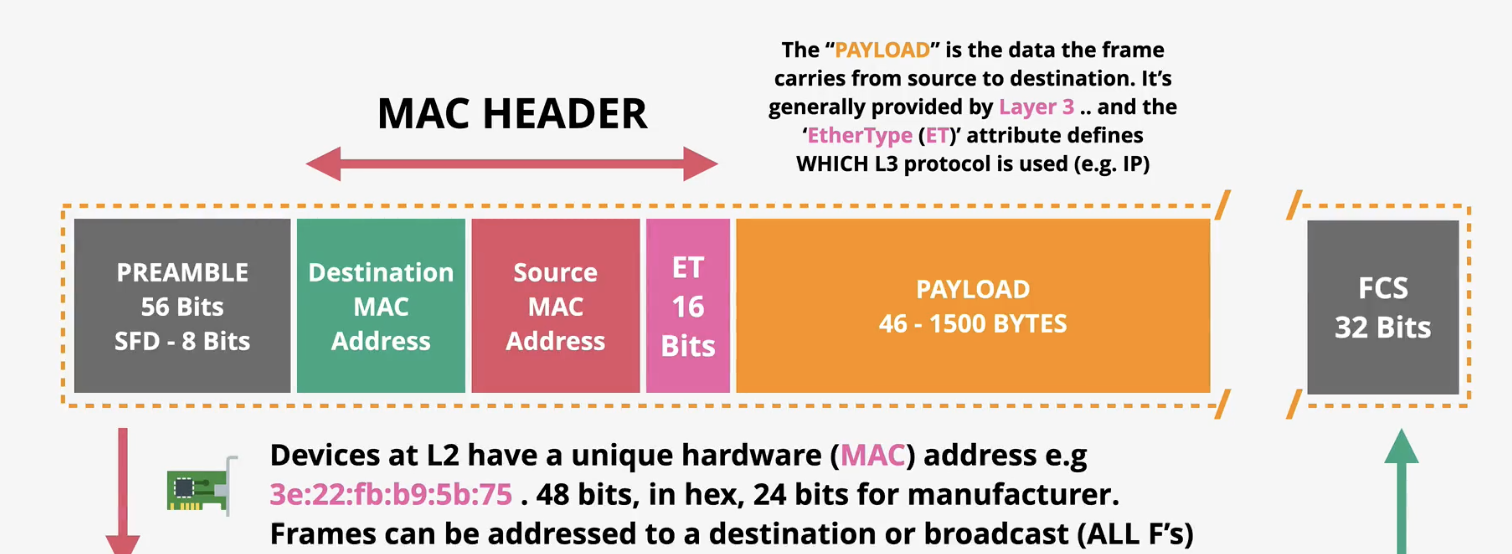 The “PAYLOAD” is the data the frame
carries from source to destination. It’s
generally provided by Layer 3 .. and the
‘EtherType (ET)’ attribute defines
WHICH L3 protocol is used (e.g. IP)
MAC HEADER
PREAMBLE
56 Bits
SFD - 8 Bits
Destination
MAC
Address
Source
MAC
Address
ET
16
Bits
PAYLOAD
46 - 1500 BYTES
FCS
32 Bits
Devices at L2 have a unique hardware (MAC) address e.g
3e:22:fb:b9:5b:75 . 48 bits, in hex, 24 bits for manufacturer.
Frames can be addressed to a destination or broadcast (ALL F’s)